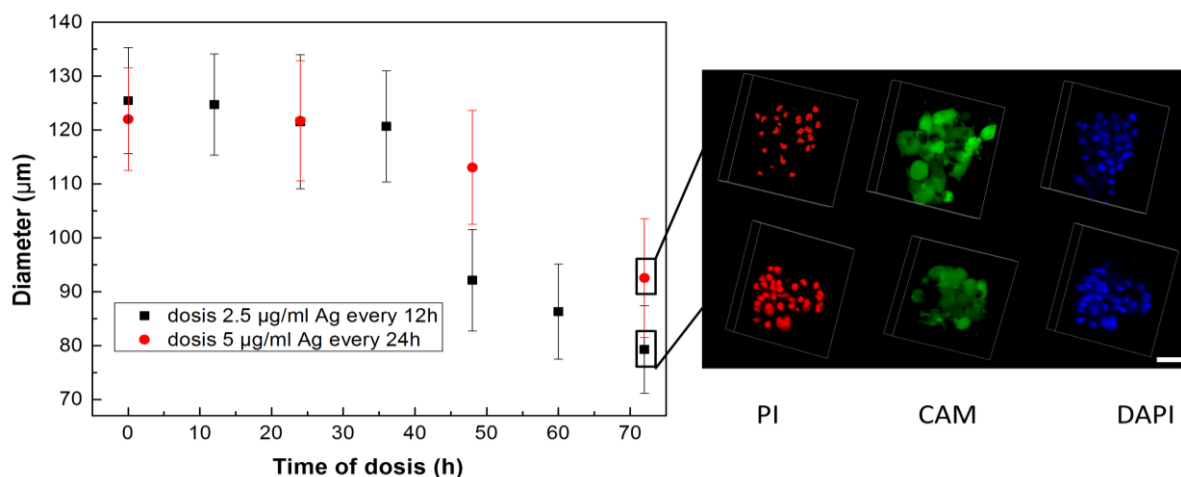 140
130
120
110
100
90
80
70
Diameter (µm)
dosis 2.5 µg/ml Ag every 12h
dosis 5 µg/ml Ag every 24h
0 10 20 30 40 50 60 70
Time of dosis (h)
PI CAM DAPI